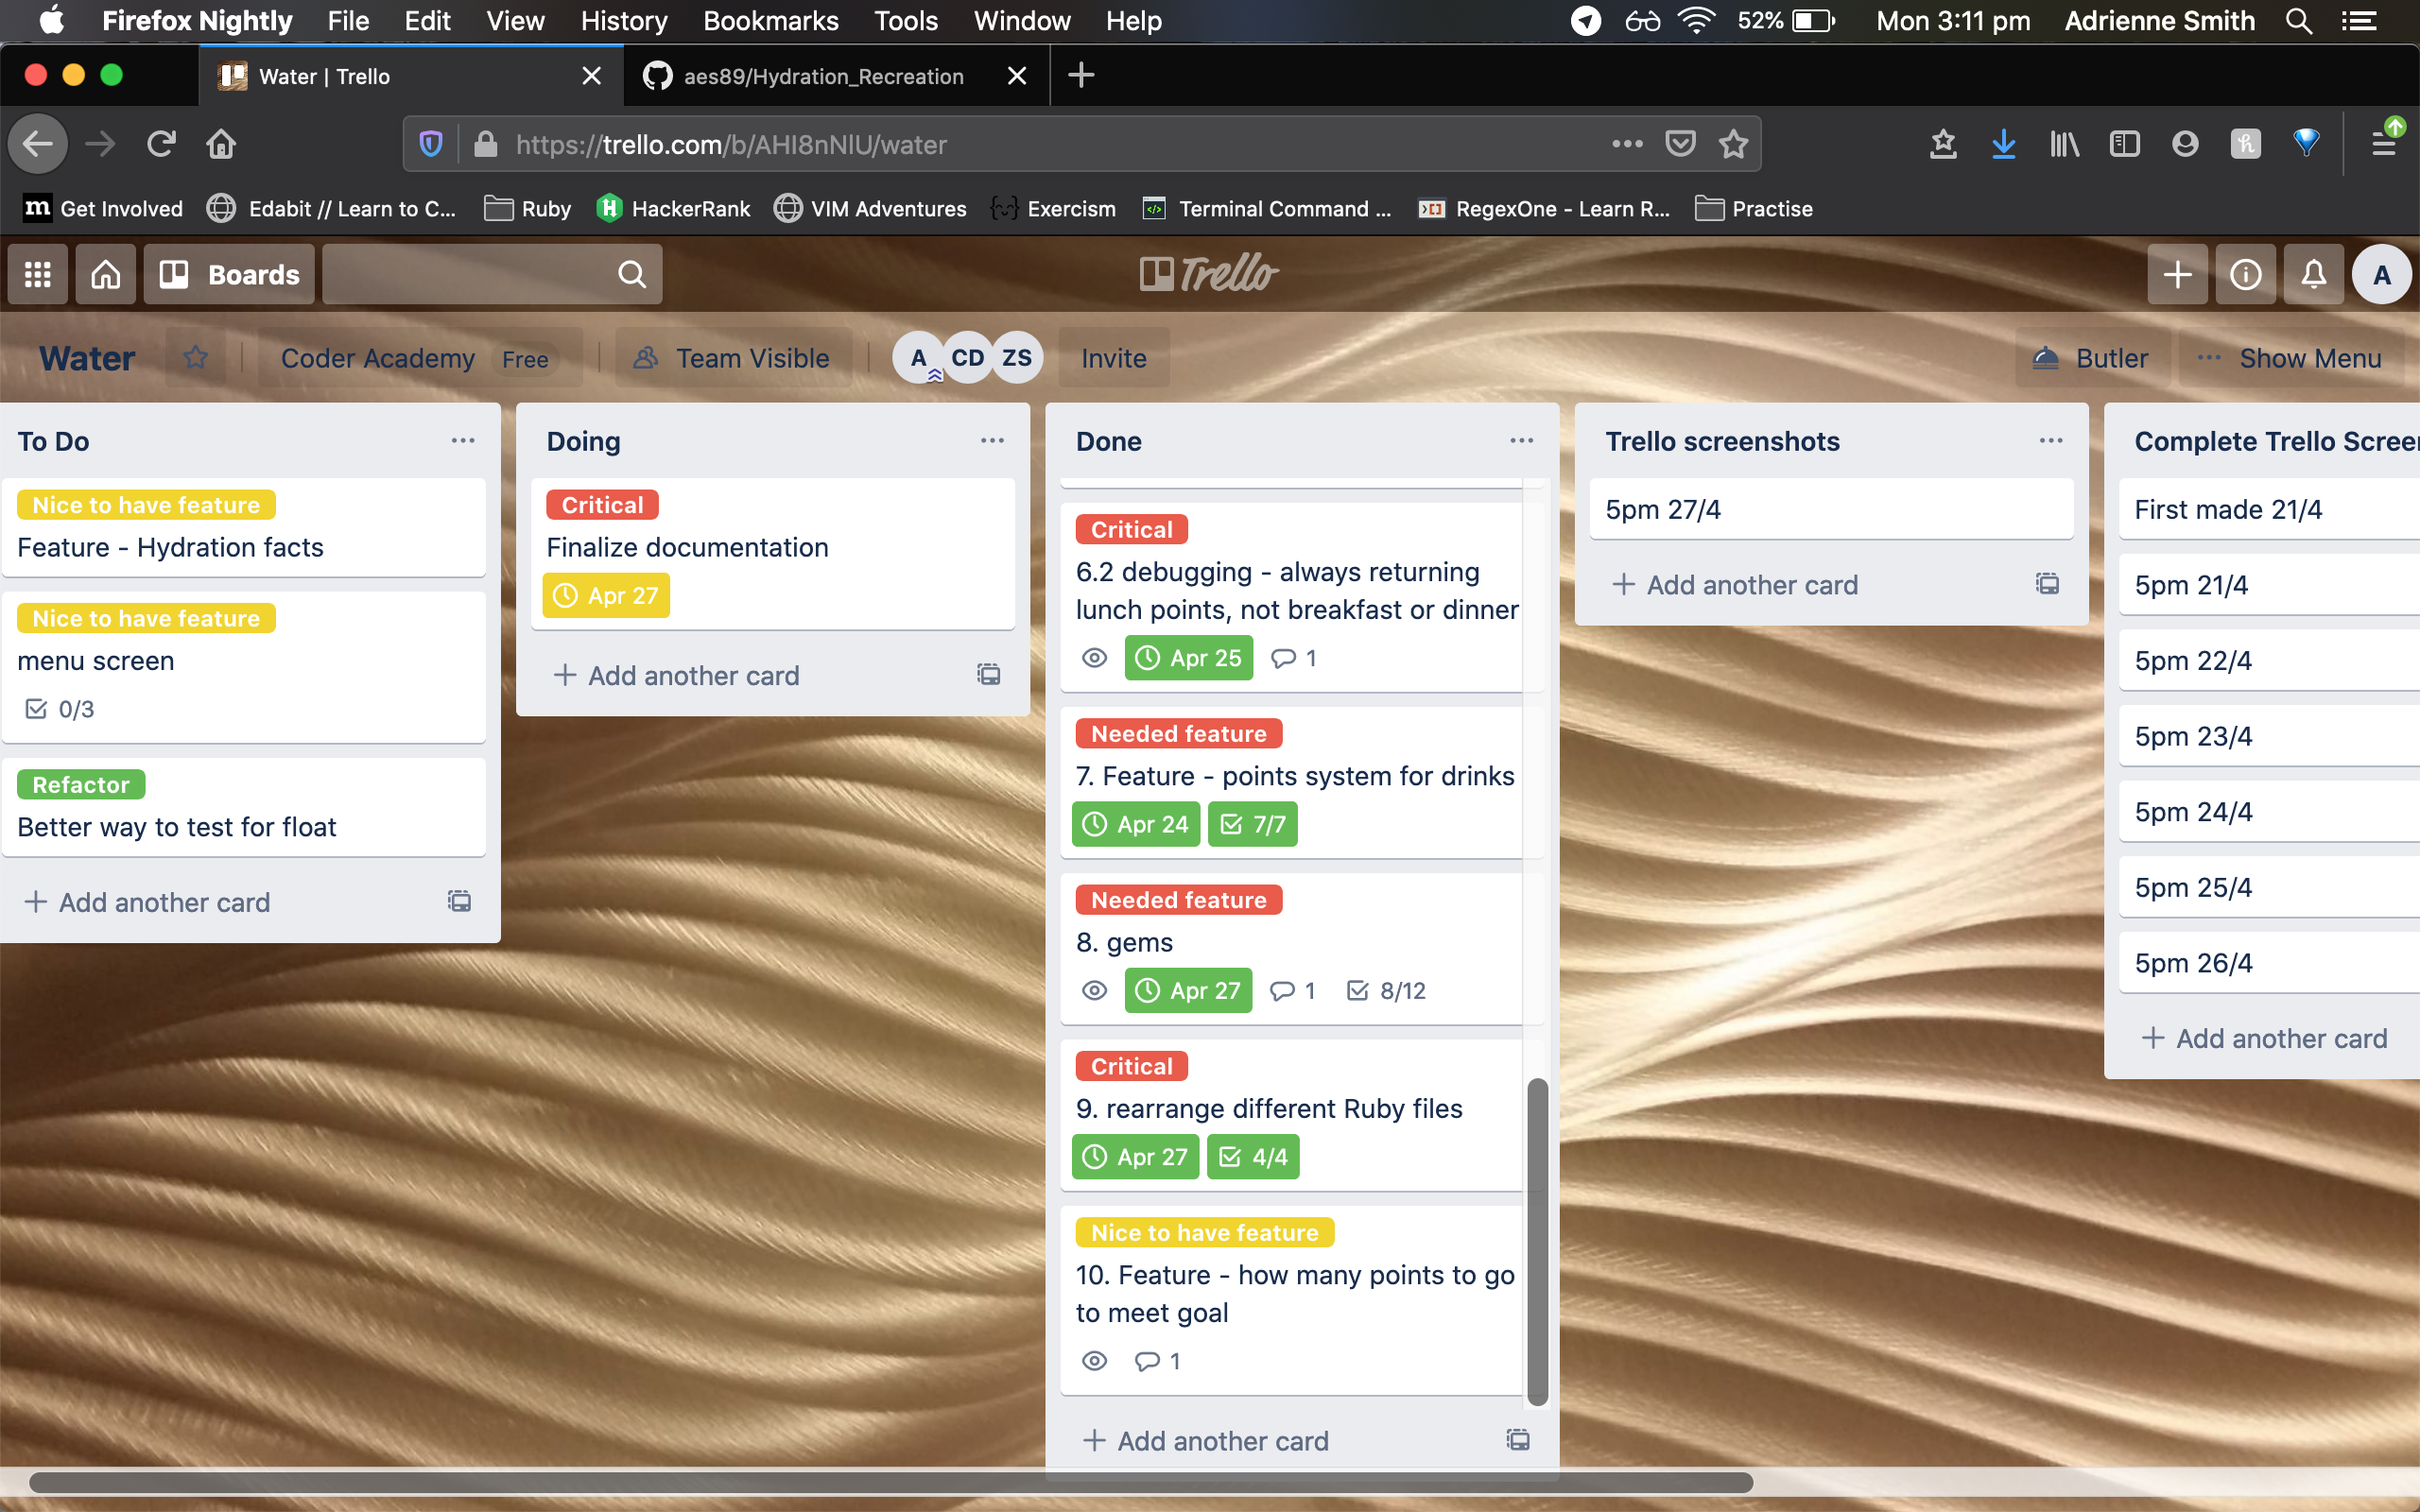 Firefox Nightly File Edit View History Bookmarks Tools Window Help 52% Mon 3:11 pm Adrienne Smith
Water | Trello aes89/Hydration_Recreation
https://trello.com/b/AHI8nNlU/water
Get Involved Edabit // Learn to C... Ruby HackerRank VIM Adventures Exercism Terminal Command ... RegexOne - Learn R... Practise
Boards Trello A
Water Coder Academy Free Team Visible A CD ZS Invite Butler Show Menu
To Do
Nice to have feature
Feature - Hydration facts
Nice to have feature
menu screen
0/3
Refactor
Better way to test for float
Add another card
Doing
Critical
Finalize documentation
Apr 27
Add another card
Done
Critical
6.2 debugging - always returning
lunch points, not breakfast or dinner
Apr 25 1
Needed feature
7. Feature - points system for drinks
Apr 24 7/7
Needed feature
8. gems
Apr 27 1 8/12
Critical
9. rearrange different Ruby files
Apr 27 4/4
Nice to have feature
10. Feature - how many points to go
to meet goal
1
Add another card
Trello screenshots
5pm 27/4
Add another card
Complete Trello Scree
First made 21/4
5pm 21/4
5pm 22/4
5pm 23/4
5pm 24/4
5pm 25/4
5pm 26/4
Add another card